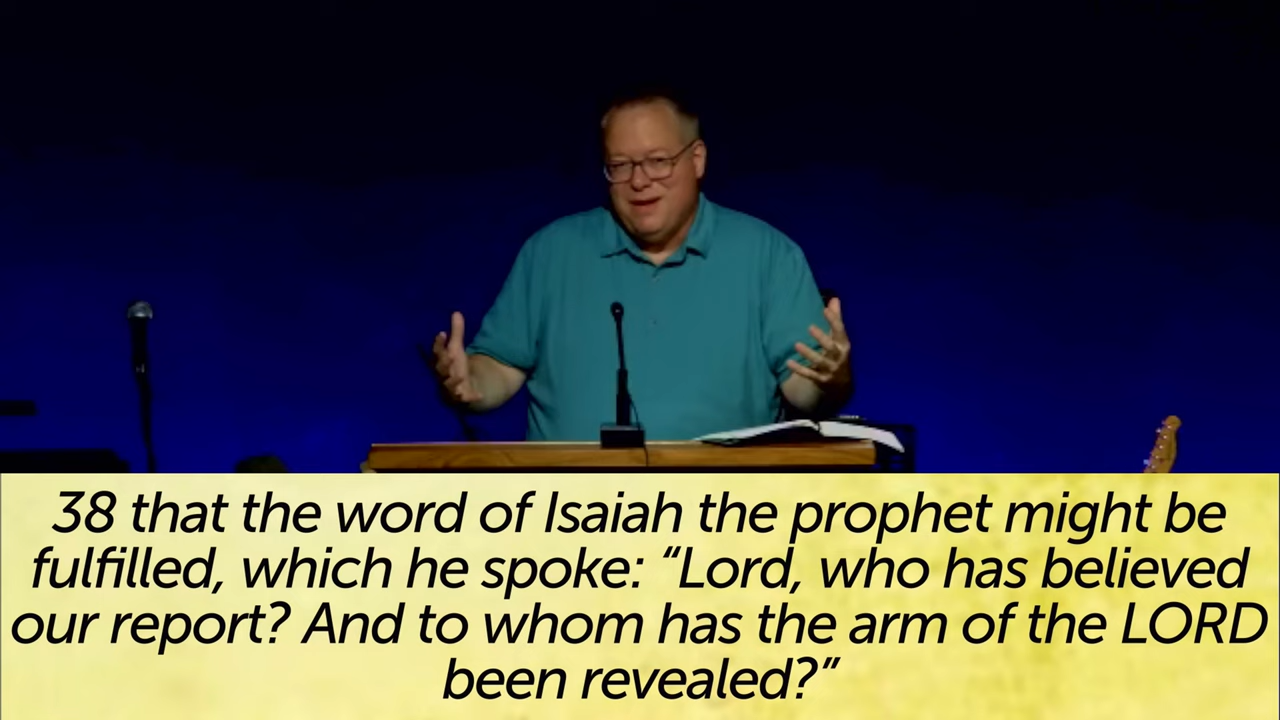 38 that the word of Isaiah the prophet might be
fulfilled, which he spoke: “Lord, who has believed
our report? And to whom has the arm of the LORD
been revealed?”